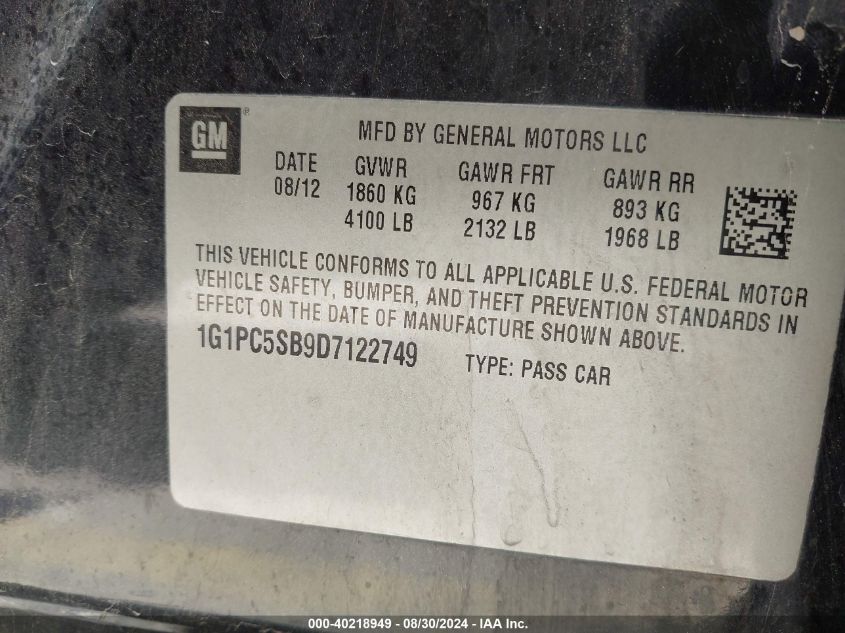 GM ®
MFD BY GENERAL MOTORS LLC
DATE GVWR GAWR FRT GAWR RR
08/12 1860 KG 967 KG 893 KG
4100 LB 2132 LB 1968 LB
THIS VEHICLE CONFORMS TO ALL APPLICABLE U.S. FEDERAL MOTOR
VEHICLE SAFETY, BUMPER, AND THEFT PREVENTION STANDARDS IN
EFFECT ON THE DATE OF MANUFACTURE SHOWN ABOVE.
1G1PC5SB9D7122749 TYPE: PASS CAR
000-40218949 - 08/30/2024 - IAA Inc.